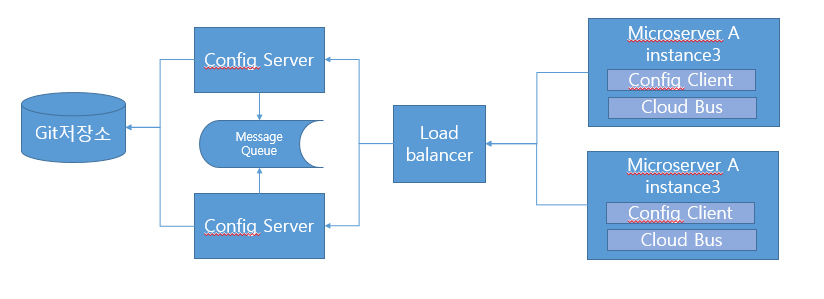 Git저장소
Config Server
Message
Queue
Config Server
Load
balancer
Microserver A
instance3
Config Client
Cloud Bus
Microserver A
instance3
Config Client
Cloud Bus